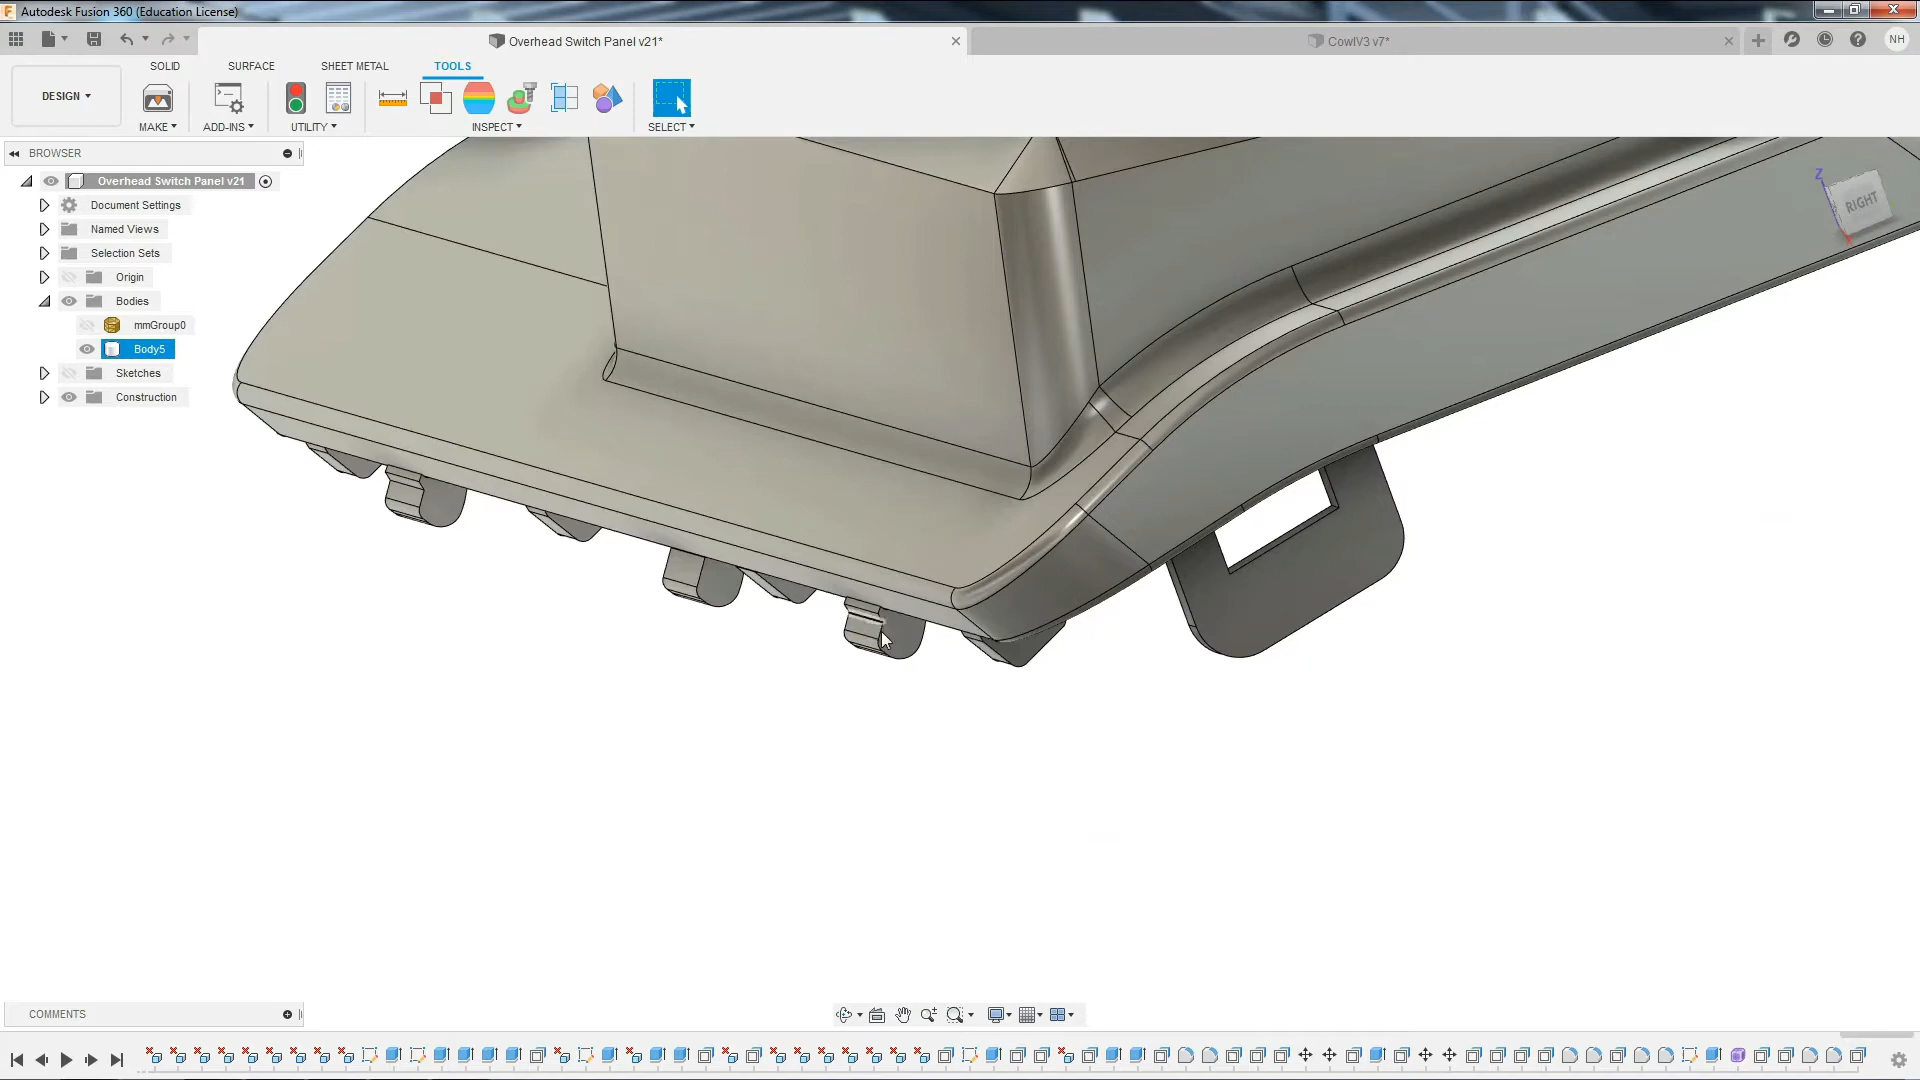 Autodesk Fusion 360 (Education License)
Overhead Switch Panel v21*
CowlV3 v7*
NH
DESIGN
SOLID
SURFACE
SHEET METAL
TOOLS
MAKE
ADD-INS
UTILITY
INSPECT
SELECT
BROWSER
Overhead Switch Panel v21
Document Settings
Named Views
Selection Sets
Origin
Bodies
mmGroup0
Body5
Sketches
Construction
Z
RIGHT
COMMENTS